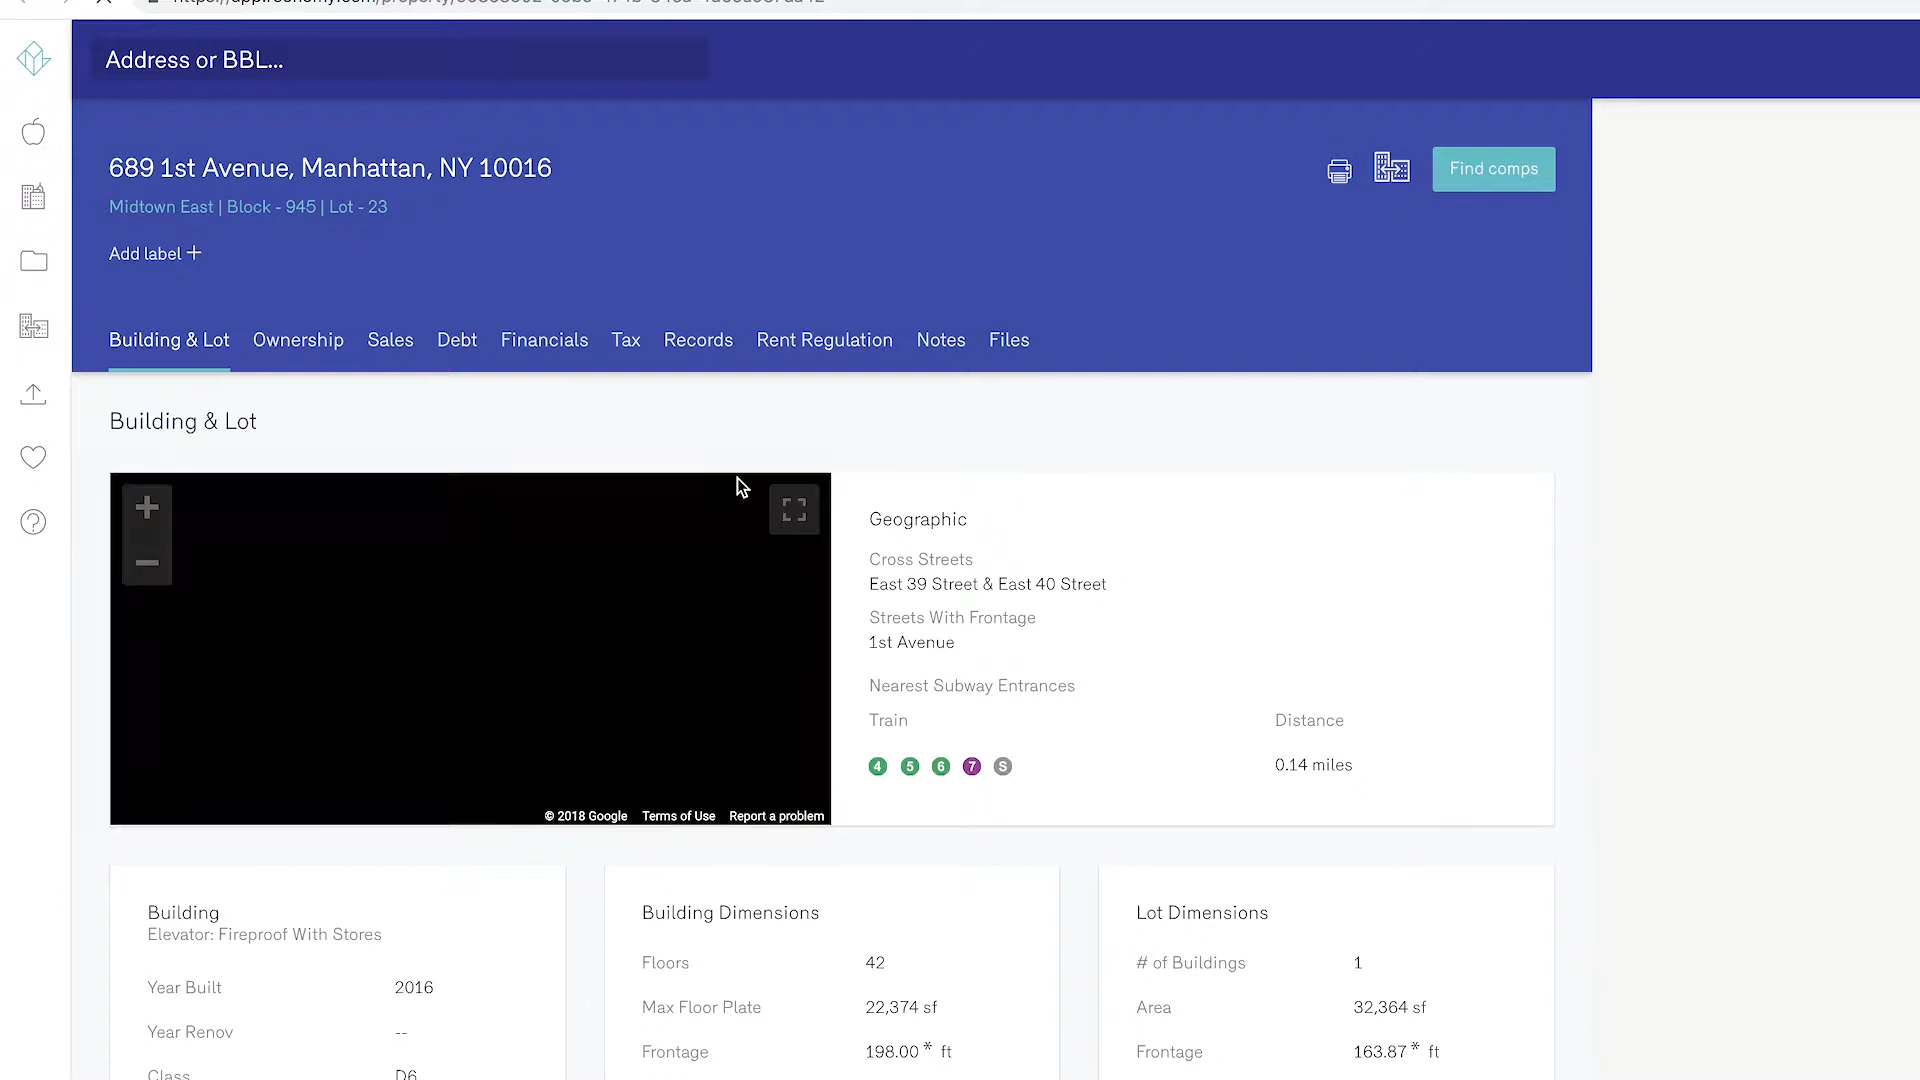 Address or BBL...
689 1st Avenue, Manhattan, NY 10016
Find comps
Midtown East | Block - 945 | Lot - 23
Add label +
Building & Lot Ownership Sales Debt Financials Tax Records Rent Regulation Notes Files
Building & Lot
Geographic
Cross Streets
East 39 Street & East 40 Street
Streets With Frontage
1st Avenue
Nearest Subway Entrances
Train Distance
4 5 6 7 S 0.14 miles
© 2018 Google Terms of Use Report a problem
Building
Elevator: Fireproof With Stores
Year Built 2016
Year Renov --
Class D6
Building Dimensions
Floors 42
Max Floor Plate 22,374 sf
Frontage 198.00 * ft
Lot Dimensions
# of Buildings 1
Area 32,364 sf
Frontage 163.87 * ft